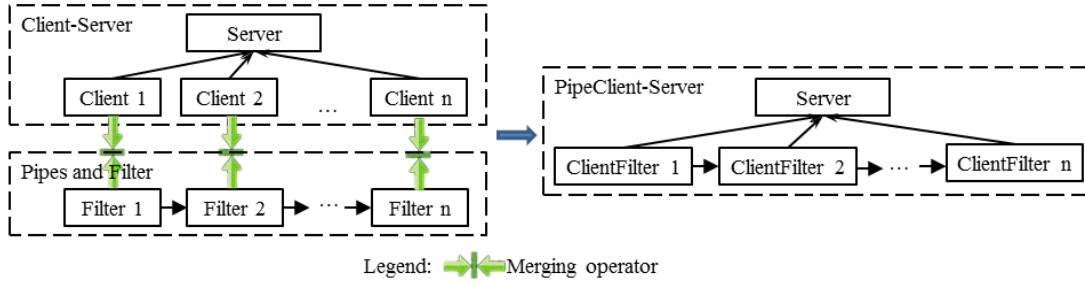 Client-Server
Server
Client 1
Client 2
...
Client n
Pipes and Filter
Filter 1
Filter 2
...
Filter n
PipeClient-Server
Server
ClientFilter 1
ClientFilter 2
...
ClientFilter n
Legend:
Merging operator